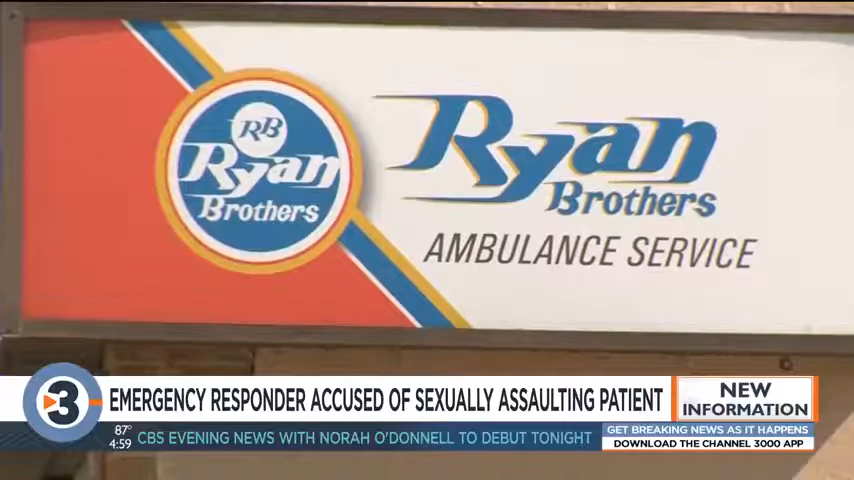 RB
Ryan
Brothers
Ryan
Brothers
AMBULANCE SERVICE
3
EMERGENCY RESPONDER ACCUSED OF SEXUALLY ASSAULTING PATIENT
NEW
INFORMATION
87°
4:59
CBS EVENING NEWS WITH NORAH O'DONNELL TO DEBUT TONIGHT
GET BREAKING NEWS AS IT HAPPENS
DOWNLOAD THE CHANNEL 3000 APP